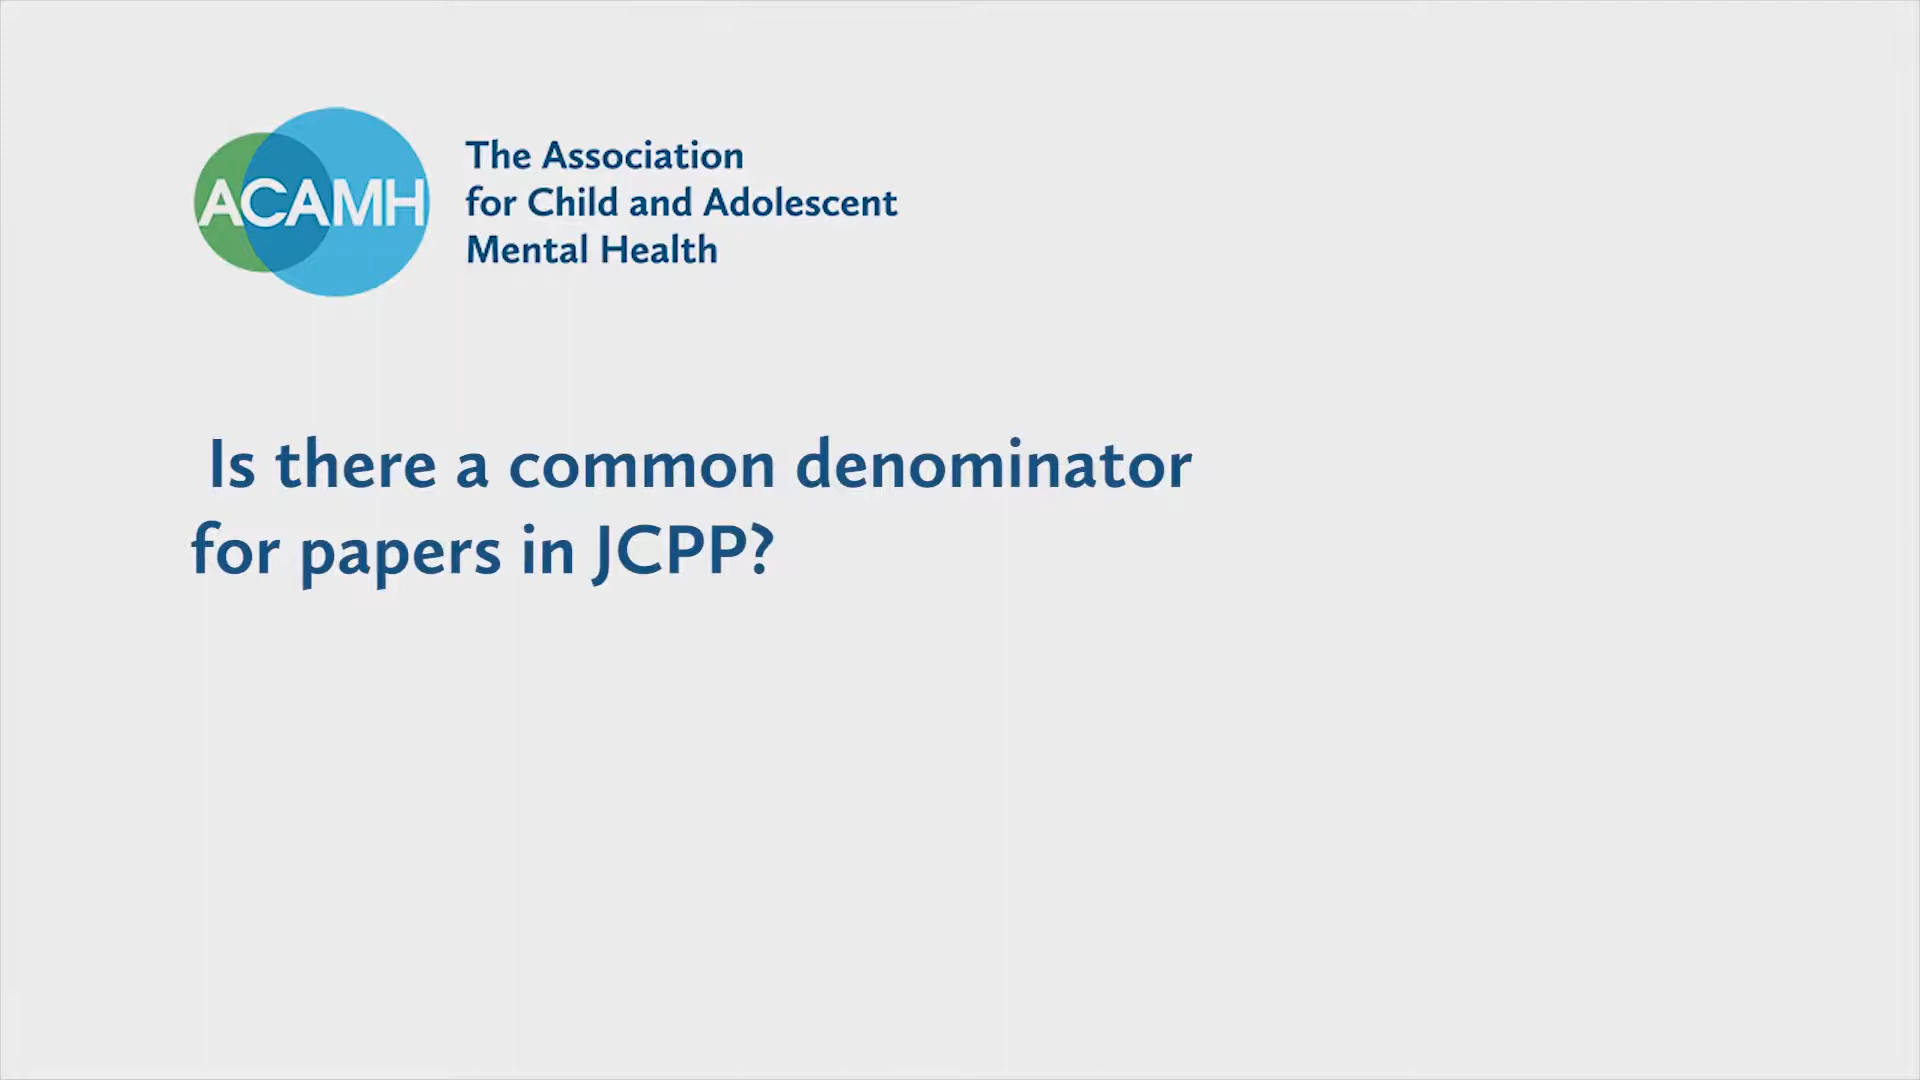 ACAMH
The Association
for Child and Adolescent
Mental Health
Is there a common denominator
for papers in JCPP?